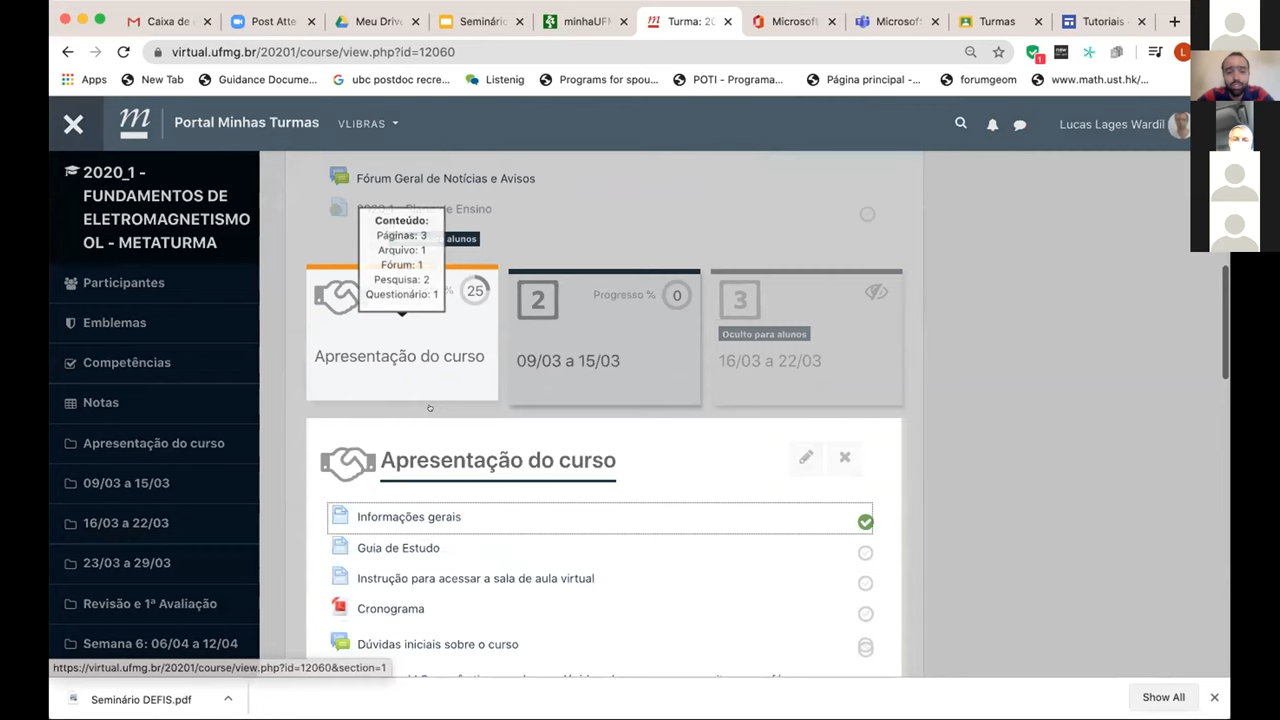 Caixa de
Post Atte
Meu Drive
Seminário
minhaUFM
Turma: 20
Microsoft
Microsoft
Turmas
Tutoriais
virtual.ufmg.br/20201/course/view.php?id=12060
Apps
New Tab
Guidance Docume...
ubc postdoc recre...
Listenig
Programs for spou...
POTI - Programa...
Página principal -...
forumgeom
www.math.ust.hk/...
Portal Minhas Turmas
VLIBRAS
Lucas Lages Wardil
2020_1 -
FUNDAMENTOS DE
ELETROMAGNETISMO
OL - METATURMA
Participantes
Emblemas
Competências
Notas
Apresentação do curso
09/03 a 15/03
16/03 a 22/03
23/03 a 29/03
Revisão e 1ª Avaliação
Semana 6: 06/04 a 12/04
Fórum Geral de Notícias e Avisos
de Ensino
alunos
Conteúdo:
Páginas: 3
Arquivo: 1
Fórum: 1
Pesquisa: 2
Questionário: 1
% 25
Apresentação do curso
2
Progresso % 0
09/03 a 15/03
3
Oculto para alunos
16/03 a 22/03
Apresentação do curso
Informações gerais
Guia de Estudo
Instrução para acessar a sala de aula virtual
Cronograma
Dúvidas iniciais sobre o curso
https://virtual.ufmg.br/20201/course/view.php?id=12060&section=1
Seminário DEFIS.pdf
Show All